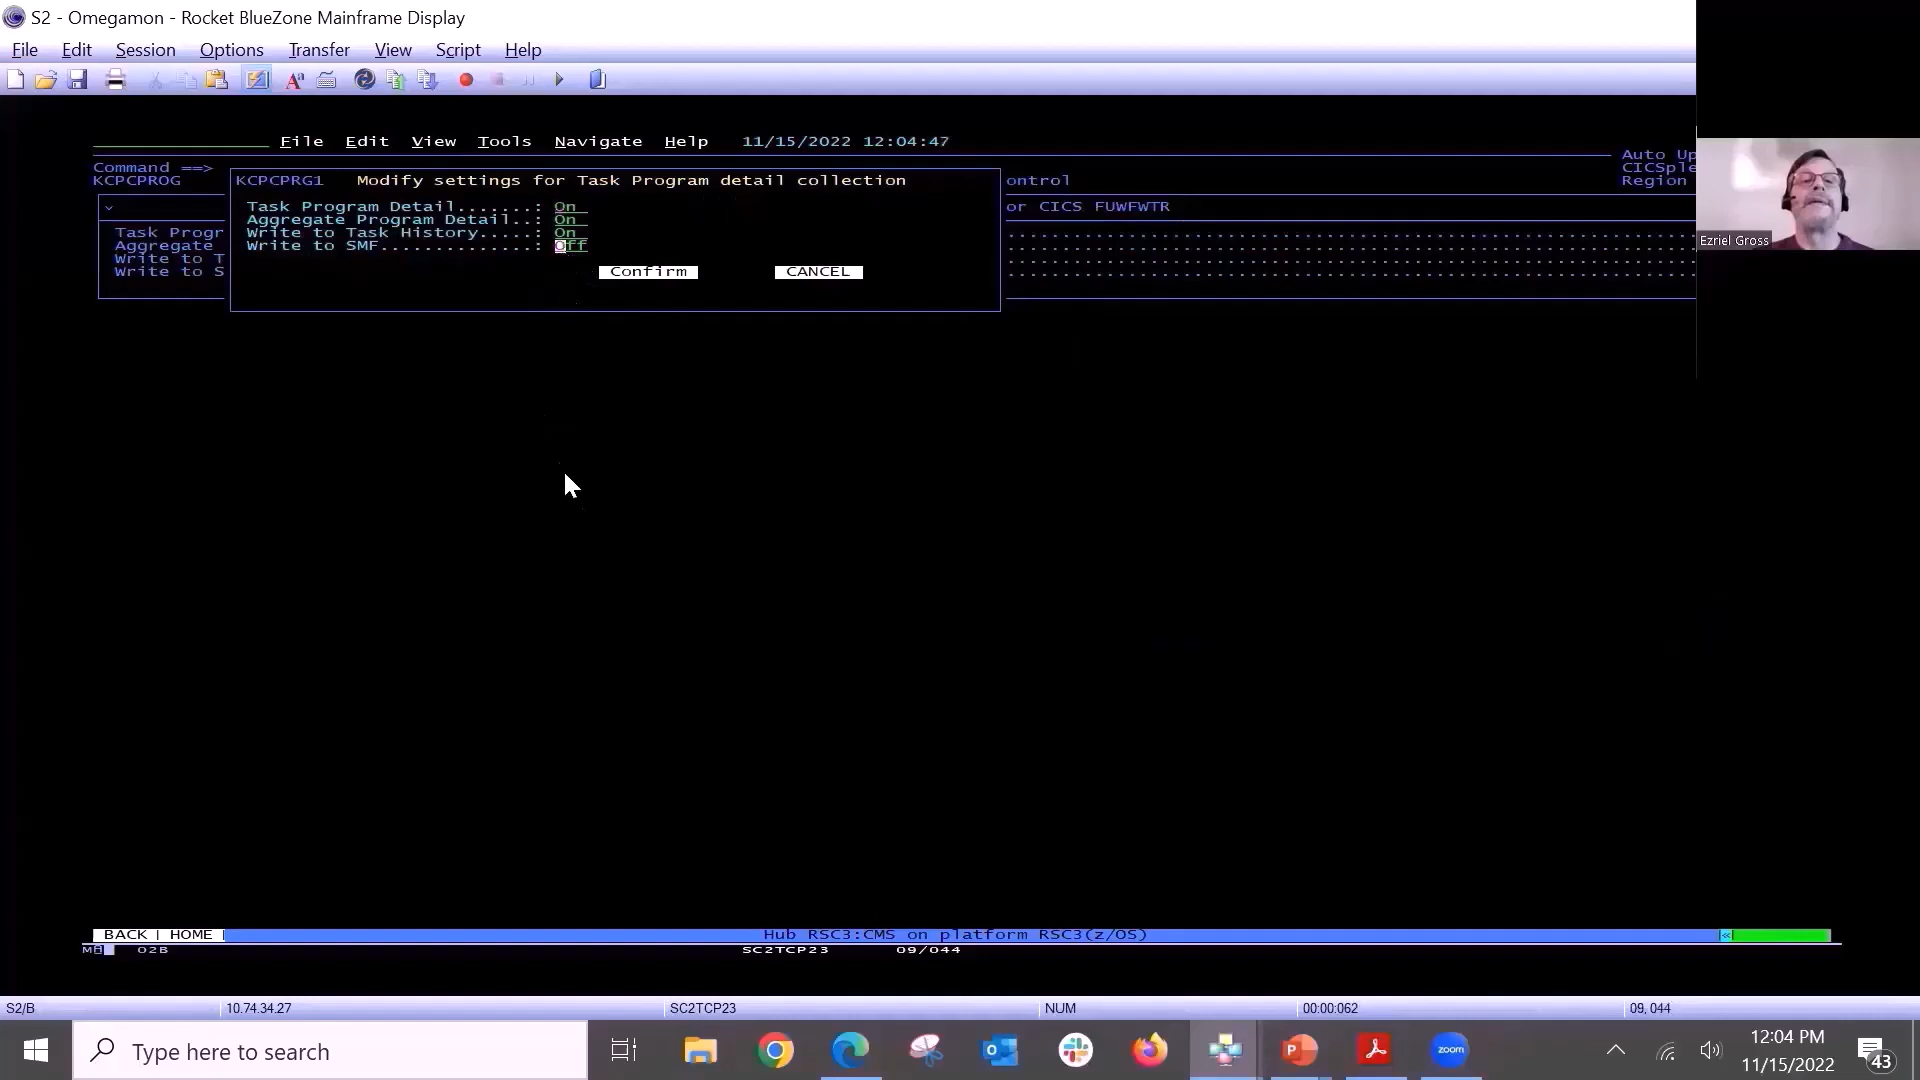 S2 - Omegamon - Rocket BlueZone Mainframe Display
File Edit Session Options Transfer View Script Help
File Edit View Tools Navigate Help 11/15/2022 12:04:47
Command ==> Auto Up
KCPCPROG KCPCPRG1 Modify settings for Task Program detail collection ontrol CICSple
Region
Task Program Detail.......: On or CICS FUWFWTR
Aggregate Program Detail..: On
Task Progr Write to Task History.....: On
Aggregate Write to SMF..............: Off
Write to T
Write to S Confirm CANCEL
Ezriel Gross
BACK | HOME | Hub RSC3:CMS on platform RSC3(z/OS)
MA 02B SC2TCP23 09/044
S2/B 10.74.34.27 SC2TCP23 NUM 00:00:062 09, 044
Type here to search
zoom
12:04 PM
11/15/2022
43